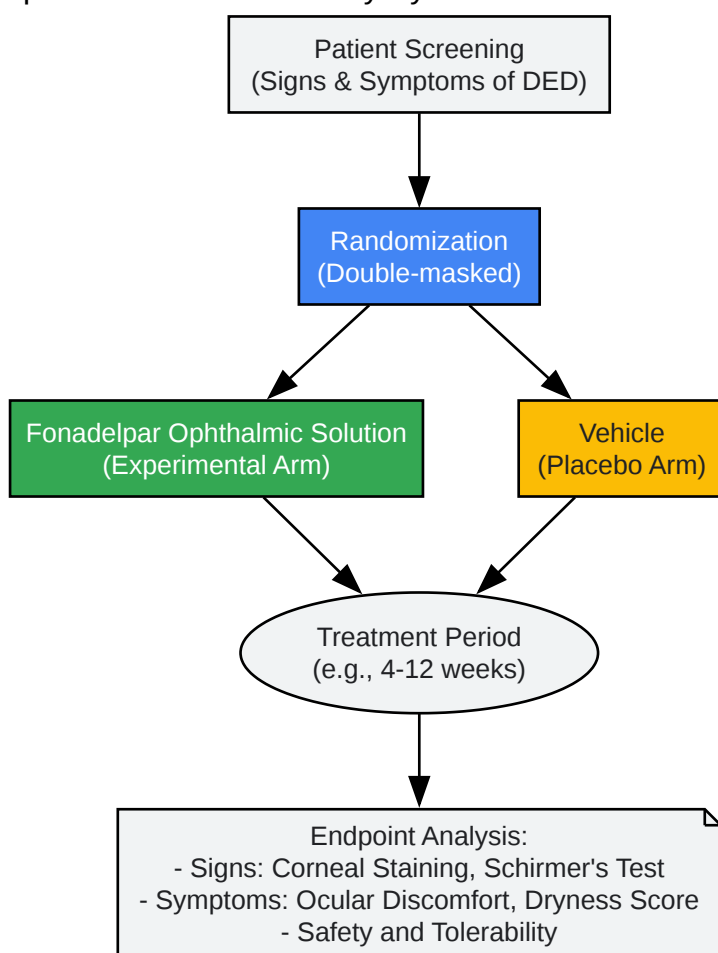 Patient Screening
(Signs & Symptoms of DED)
Randomization
(Double-masked)
Fonadelpar Ophthalmic Solution
(Experimental Arm)
Vehicle
(Placebo Arm)
Treatment Period
(e.g., 4-12 weeks)
Endpoint Analysis:
- Signs: Corneal Staining, Schirmer's Test
- Symptoms: Ocular Discomfort, Dryness Score
- Safety and Tolerability